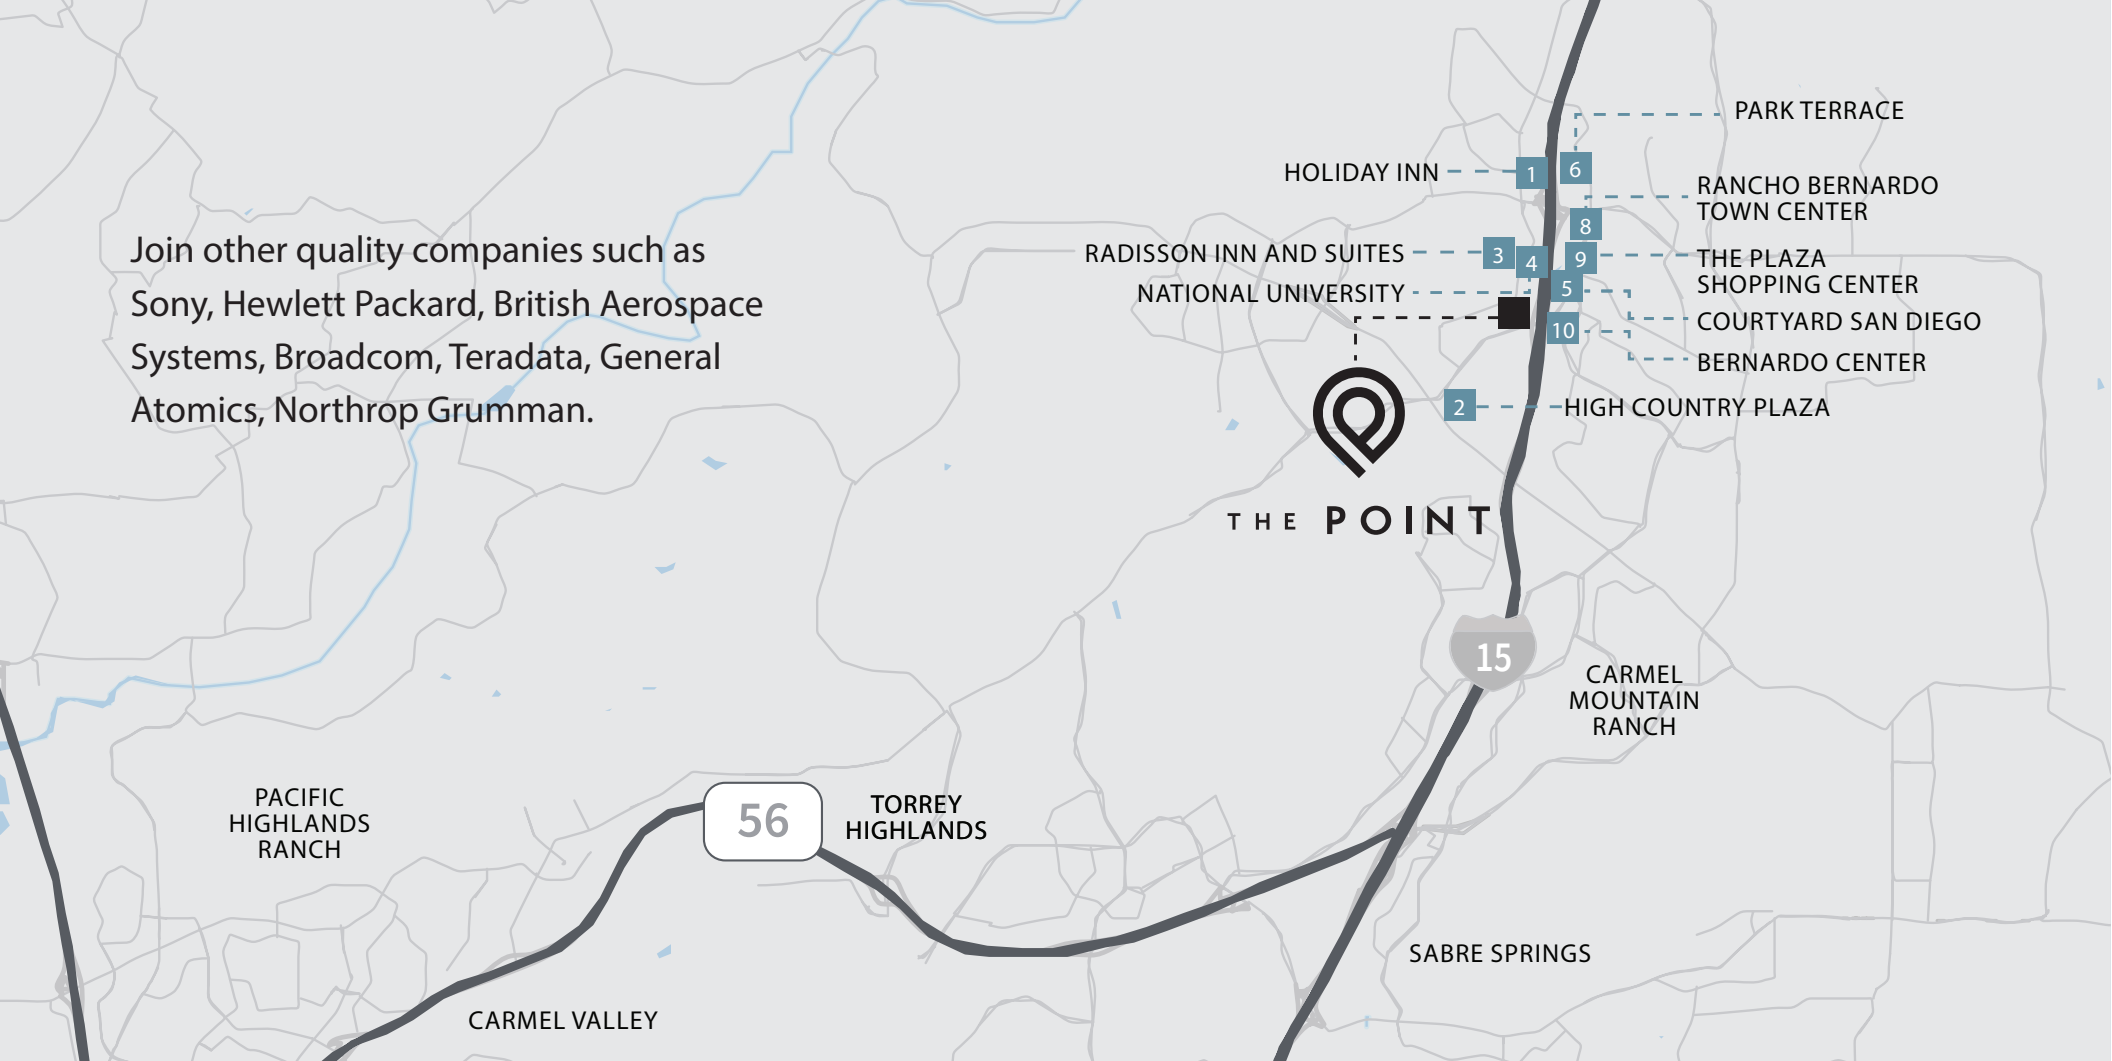 Join other quality companies such as
Sony, Hewlett Packard, British Aerospace
Systems, Broadcom, Teradata, General
Atomics, Northrop Grumman.
PARK TERRACE
HOLIDAY INN
1
6
RANCHO BERNARDO
TOWN CENTER
8
RADISSON INN AND SUITES
3
4
9
THE PLAZA
SHOPPING CENTER
NATIONAL UNIVERSITY
5
COURTYARD SAN DIEGO
10
BERNARDO CENTER
2
HIGH COUNTRY PLAZA
THE POINT
15
CARMEL
MOUNTAIN
RANCH
PACIFIC
HIGHLANDS
RANCH
56
TORREY
HIGHLANDS
SABRE SPRINGS
CARMEL VALLEY